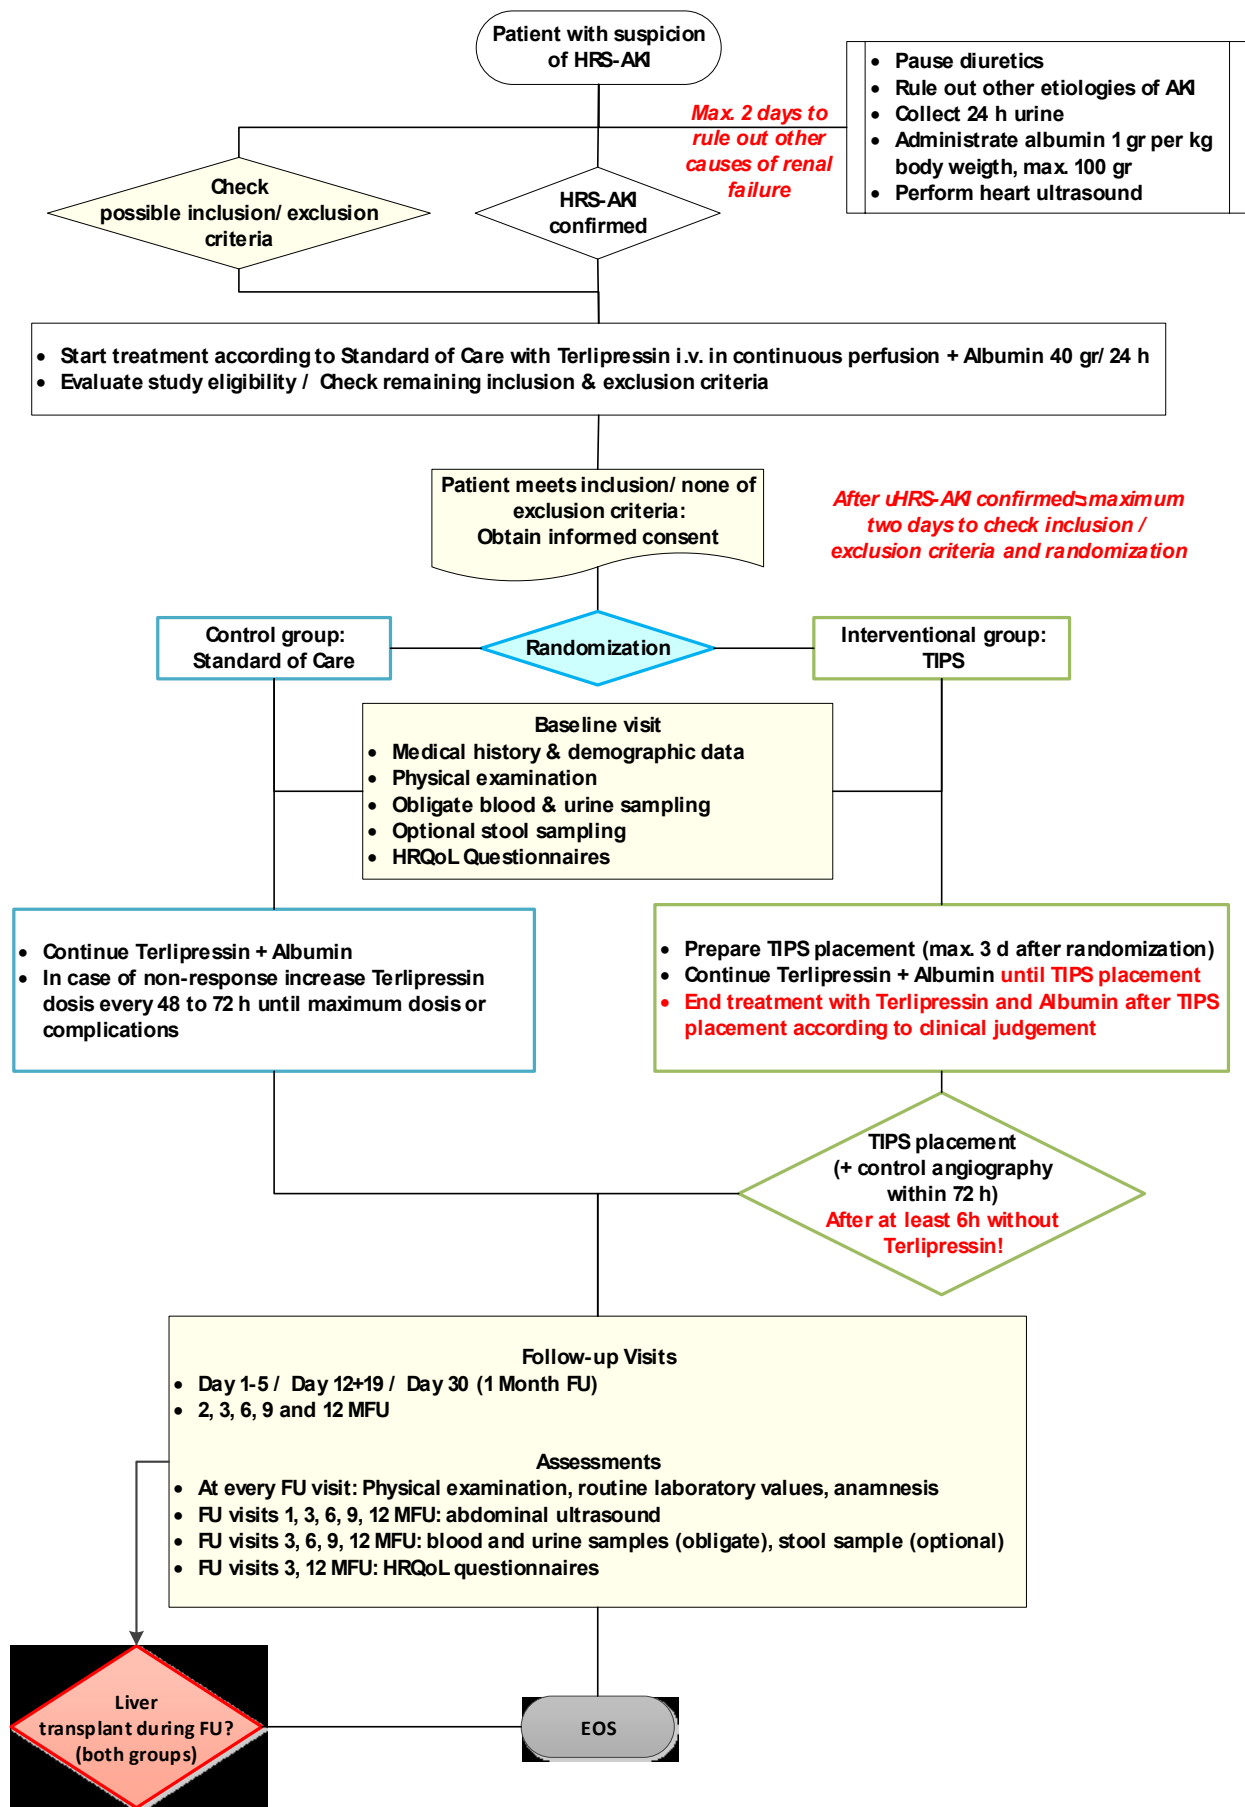 Patient with suspicion
of HRS-AKI
• Pause diuretics
• Rule out other etiologies of AKI
• Collect 24 h urine
• Administrate albumin 1 gr per kg
body weigth, max. 100 gr
• Perform heart ultrasound
Max. 2 days to
rule out other
causes of renal
failure
Check
possible inclusion/ exclusion
criteria
HRS-AKI
confirmed
• Start treatment according to Standard of Care with Terlipressin i.v. in continuous perfusion + Albumin 40 gr/ 24 h
• Evaluate study eligibility / Check remaining inclusion & exclusion criteria
Patient meets inclusion/ none of
exclusion criteria:
Obtain informed consent
After HRS-AKI confirmed maximum
two days to check inclusion /
exclusion criteria and randomization
Control group:
Standard of Care
Randomization
Interventional group:
TIPS
Baseline visit
• Medical history & demographic data
• Physical examination
• Obligate blood & urine sampling
• Optional stool sampling
• HRQoL Questionnaires
• Continue Terlipressin + Albumin
• In case of non-response increase Terlipressin
dosis every 48 to 72 h until maximum dosis or
complications
• Prepare TIPS placement (max. 3 d after randomization)
• Continue Terlipressin + Albumin until TIPS placement
• End treatment with Terlipressin and Albumin after TIPS
placement according to clinical judgement
TIPS placement
(+ control angiography
within 72 h)
After at least 6h without
Terlipressin!
Follow-up Visits
• Day 1-5 / Day 12+19 / Day 30 (1 Month FU)
• 2, 3, 6, 9 and 12 MFU
Assessments
• At every FU visit: Physical examination, routine laboratory values, anamnesis
• FU visits 1, 3, 6, 9, 12 MFU: abdominal ultrasound
• FU visits 3, 6, 9, 12 MFU: blood and urine samples (obligate), stool sample (optional)
• FU visits 3, 12 MFU: HRQoL questionnaires
Liver
transplant during FU?
(both groups)
EOS